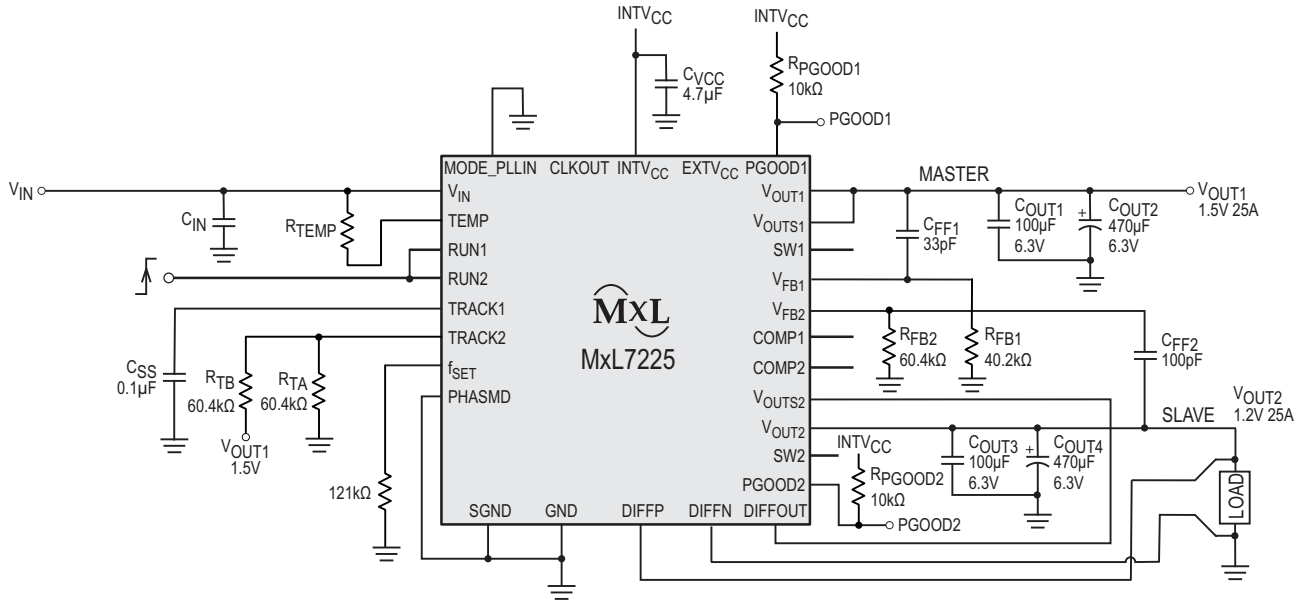 INTVCC
INTVCC
CVCC
4.7µF
RPGOOD1
10kΩ
PGOOD1
MODE_PLLIN CLKOUT INTVCC EXTVCC PGOOD1
VIN
VIN
CIN
RTEMP
TEMP
RUN1
RUN2
TRACK1
TRACK2
fSET
PHASMD
CSS
0.1µF
RTB
60.4kΩ
RTA
60.4kΩ
VOUT1
1.5V
121kΩ
MXL
MxL7225
SGND GND DIFFP DIFFN DIFFOUT
VOUT1
VOUTS1
SW1
VFB1
VFB2
COMP1
COMP2
VOUTS2
VOUT2
SW2
PGOOD2
MASTER
CFF1
33pF
COUT1
100µF
6.3V
+
COUT2
470µF
6.3V
VOUT1
1.5V 25A
RFB2
60.4kΩ
RFB1
40.2kΩ
CFF2
100pF
SLAVE
VOUT2
1.2V 25A
INTVCC
RPGOOD2
10kΩ
PGOOD2
COUT3
100µF
6.3V
+
COUT4
470µF
6.3V
LOAD